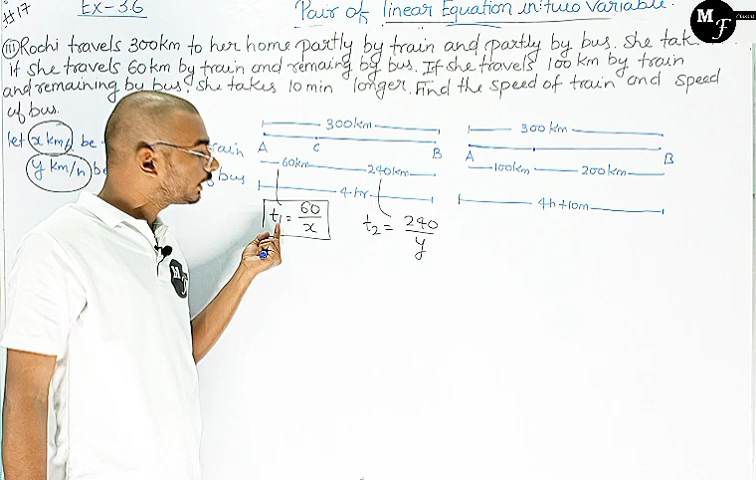 #17
Ex-3.6
Pair of linear Equation in two Variable.
M F
(iii) Roohi travels 300km to her home partly by train and partly by bus. She
if she travels 60 km by train and remaing by bus. If she travels 100 km by train
and remaining by bus. she takes 10 min longer. Find the speed of train and speed
of bus.
let x km/ be
y km/h be bus
300km
A C B
60km 240km
4 hr
t1 = 60/x
t2 = 240/y
300 km
A B
100km 200 km
4h+10m
M